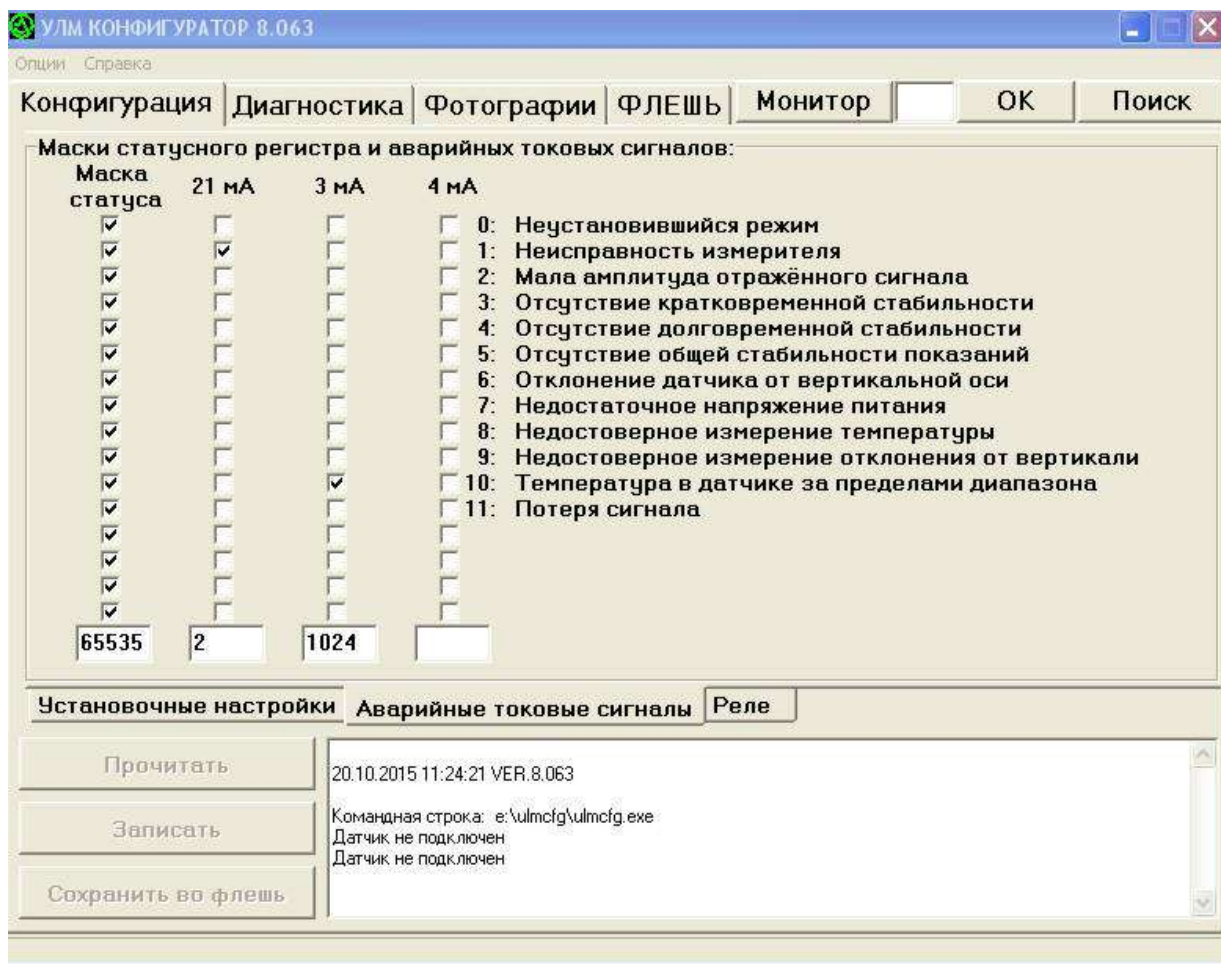 УЛМ КОНФИГУРАТОР 8.063
Опции Справка
Конфигурация Диагностика Фотографии ФЛЕШЬ Монитор ОК Поиск
Маски статусного регистра и аварийных токовых сигналов:
Маска статуса 21 мА 3 мА 4 мА
0: Неустановившийся режим
1: Неисправность измерителя
2: Мала амплитуда отражённого сигнала
3: Отсутствие кратковременной стабильности
4: Отсутствие долговременной стабильности
5: Отсутствие общей стабильности показаний
6: Отклонение датчика от вертикальной оси
7: Недостаточное напряжение питания
8: Недостоверное измерение температуры
9: Недостоверное измерение отклонения от вертикали
10: Температура в датчике за пределами диапазона
11: Потеря сигнала
65535 2 1024
Установочные настройки Аварийные токовые сигналы Реле
Прочитать
Записать
Сохранить во флешь
20.10.2015 11:24:21 VER.8.063
Командная строка: e:\ulmcfg\ulmcfg.exe
Датчик не подключен
Датчик не подключен